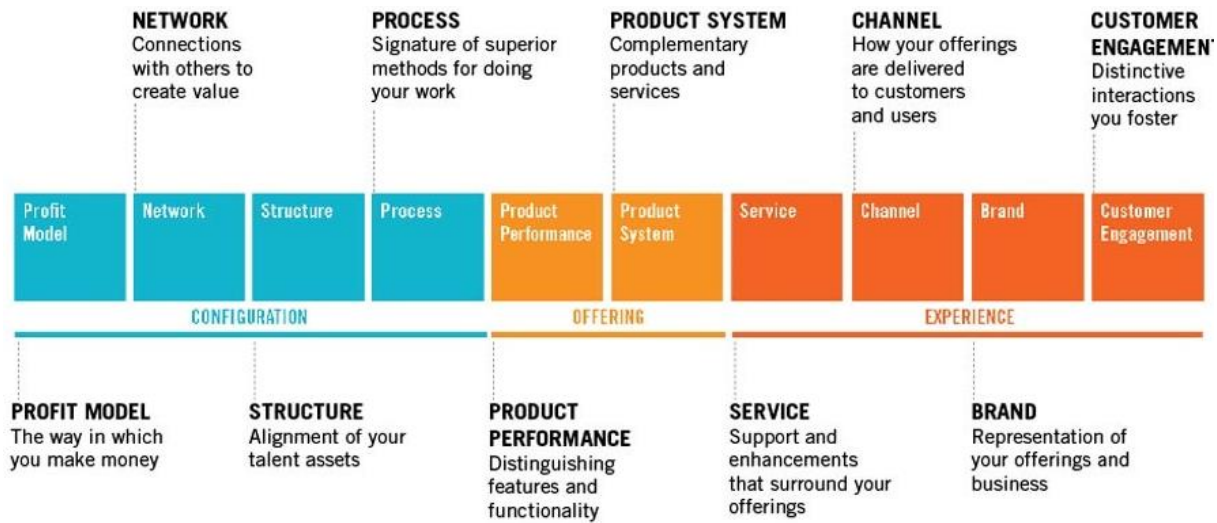 NETWORK
Connections
with others to
create value
PROCESS
Signature of superior
methods for doing
your work
PRODUCT SYSTEM
Complementary
products and
services
CHANNEL
How your offerings
are delivered
to customers
and users
CUSTOMER
ENGAGEMENT
Distinctive
interactions
you foster
Profit
Model
Network
Structure
Process
Product
Performance
Product
System
Service
Channel
Brand
Customer
Engagement
CONFIGURATION
OFFERING
EXPERIENCE
PROFIT MODEL
The way in which
you make money
STRUCTURE
Alignment of your
talent assets
PRODUCT
PERFORMANCE
Distinguishing
features and
functionality
SERVICE
Support and
enhancements
that surround your
offerings
BRAND
Representation of
your offerings and
business